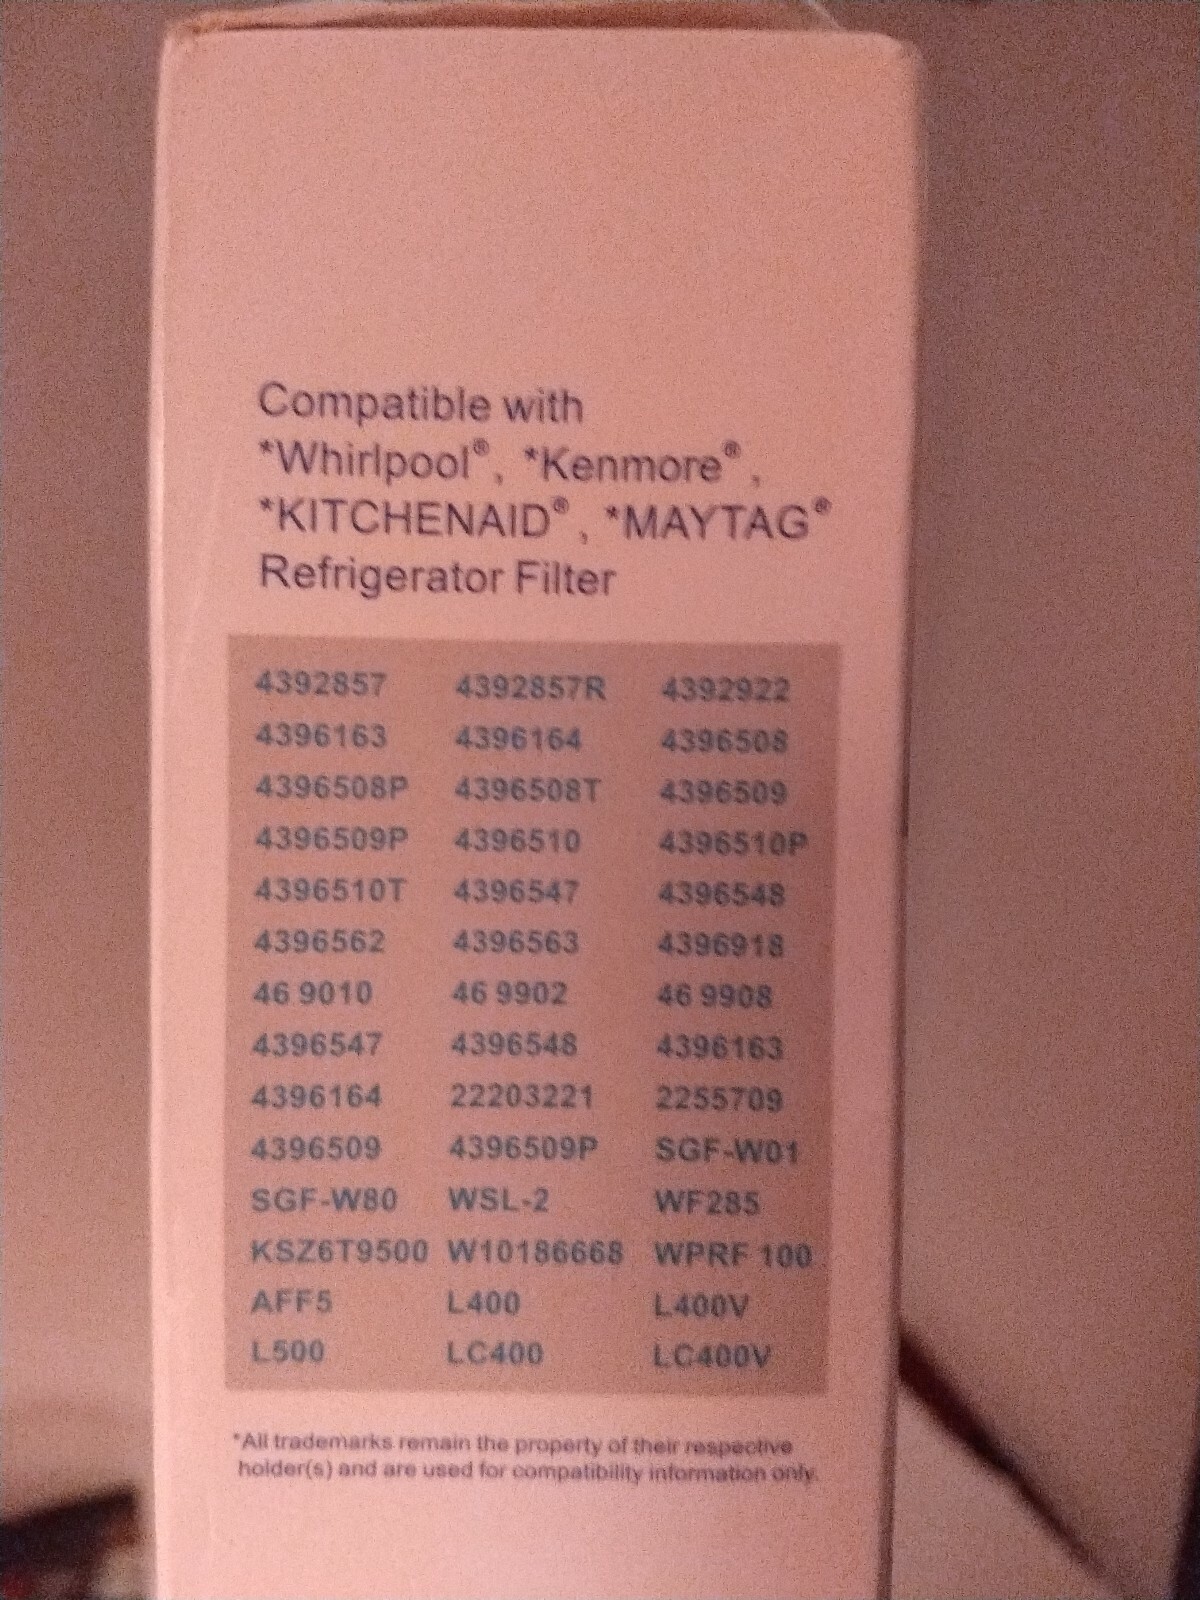 Compatible with
*Whirlpool®, *Kenmore®,
*KITCHENAID®, *MAYTAG®
Refrigerator Filter
4392857 4392857R 4392922
4396163 4396164 4396508
4396508P 4396508T 4396509
4396509P 4396510 4396510P
4396510T 4396547 4396548
4396562 4396563 4396918
46 9010 46 9902 46 9908
4396547 4396548 4396163
4396164 22203221 2255709
4396509 4396509P SGF-W01
SGF-W80 WSL-2 WF285
KSZ6T9500 W10186668 WPRF 100
AFF5 L400 L400V
L500 LC400 LC400V
*All trademarks remain the property of their respective
holder(s) and are used for compatibility information only.